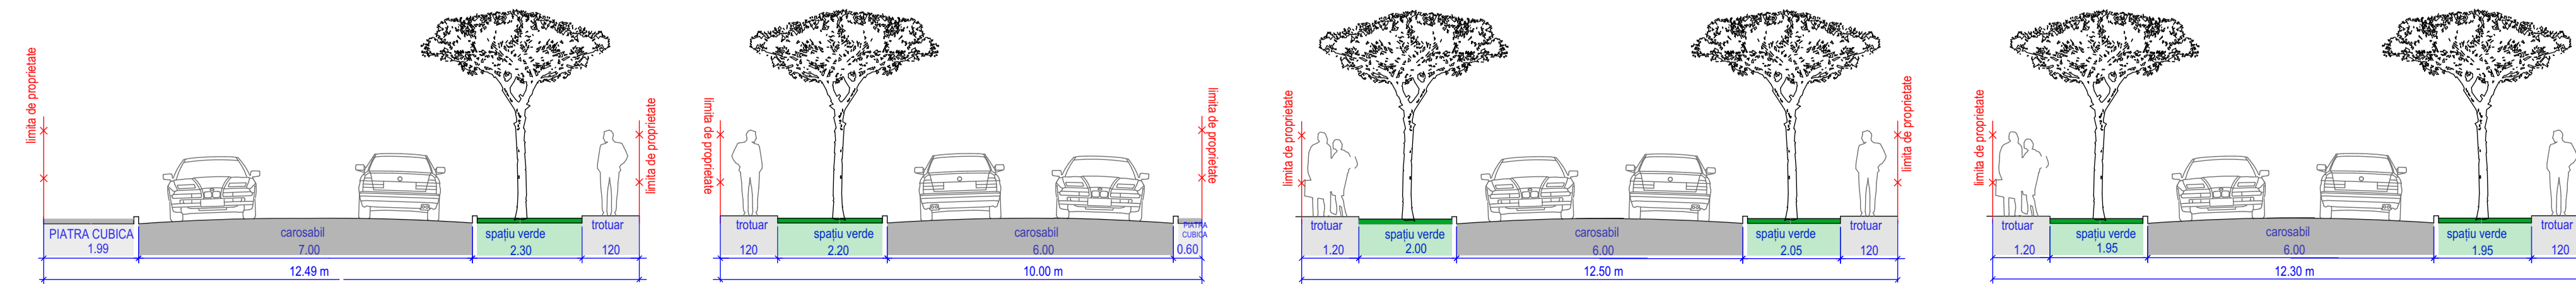 limita de proprietate
limita de proprietate
PIATRA CUBICA
1.99
carosabil
7.00
spațiu verde
2.30
trotuar
120
12.49 m
limita de proprietate
limita de proprietate
trotuar
120
spațiu verde
2.20
carosabil
6.00
PIATRA
CUBICA
0.60
10.00 m
limita de proprietate
limita de proprietate
trotuar
1.20
spațiu verde
2.00
carosabil
6.00
spațiu verde
2.05
trotuar
120
12.50 m
limita de proprietate
trotuar
1.20
spațiu verde
1.95
carosabil
6.00
spațiu verde
1.95
trotuar
120
12.30 m